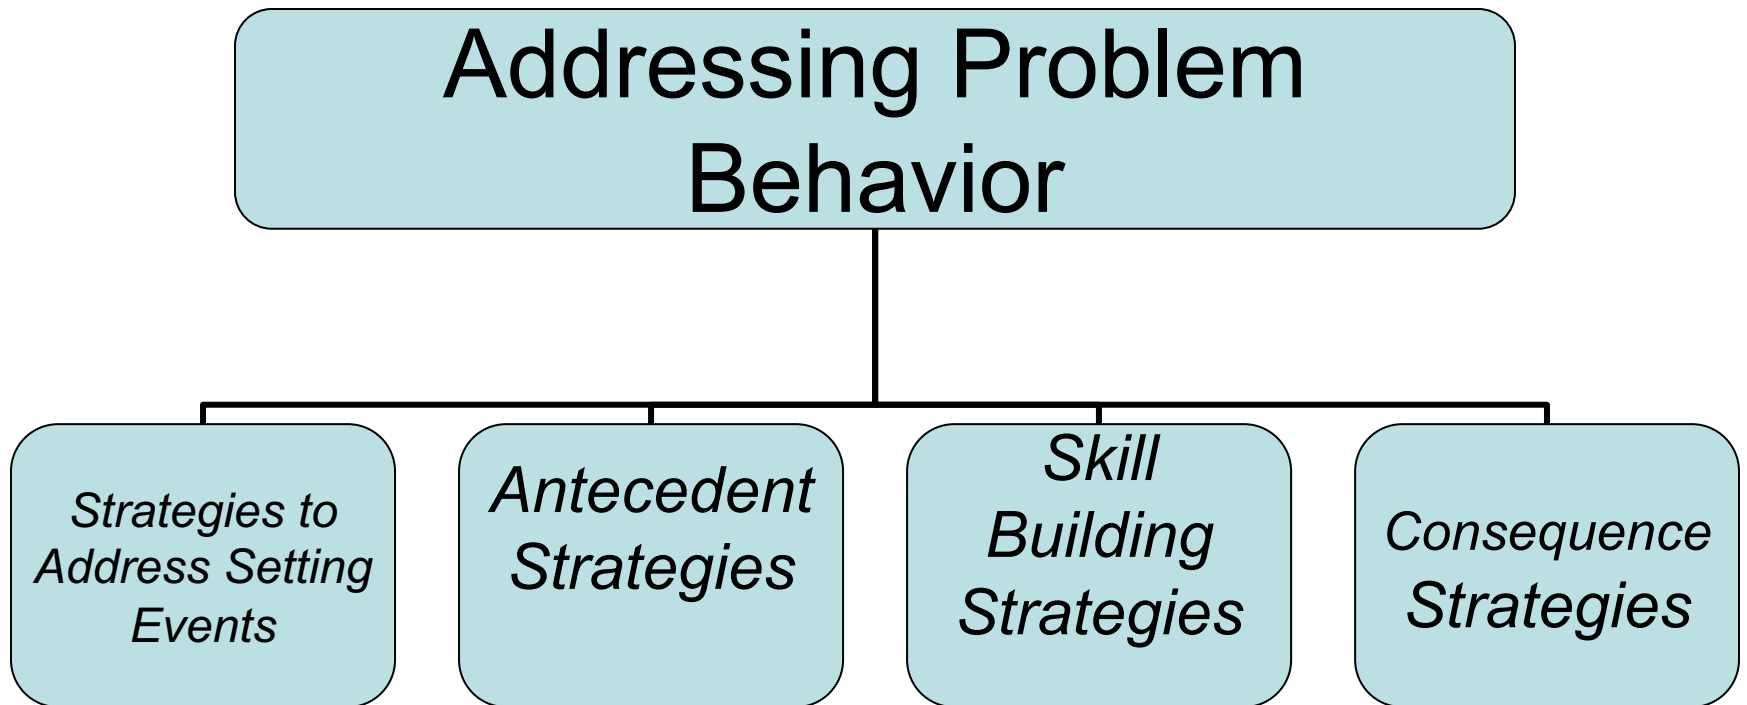 Addressing Problem
Behavior
Strategies to
Address Setting
Events
Antecedent
Strategies
Skill
Building
Strategies
Consequence
Strategies